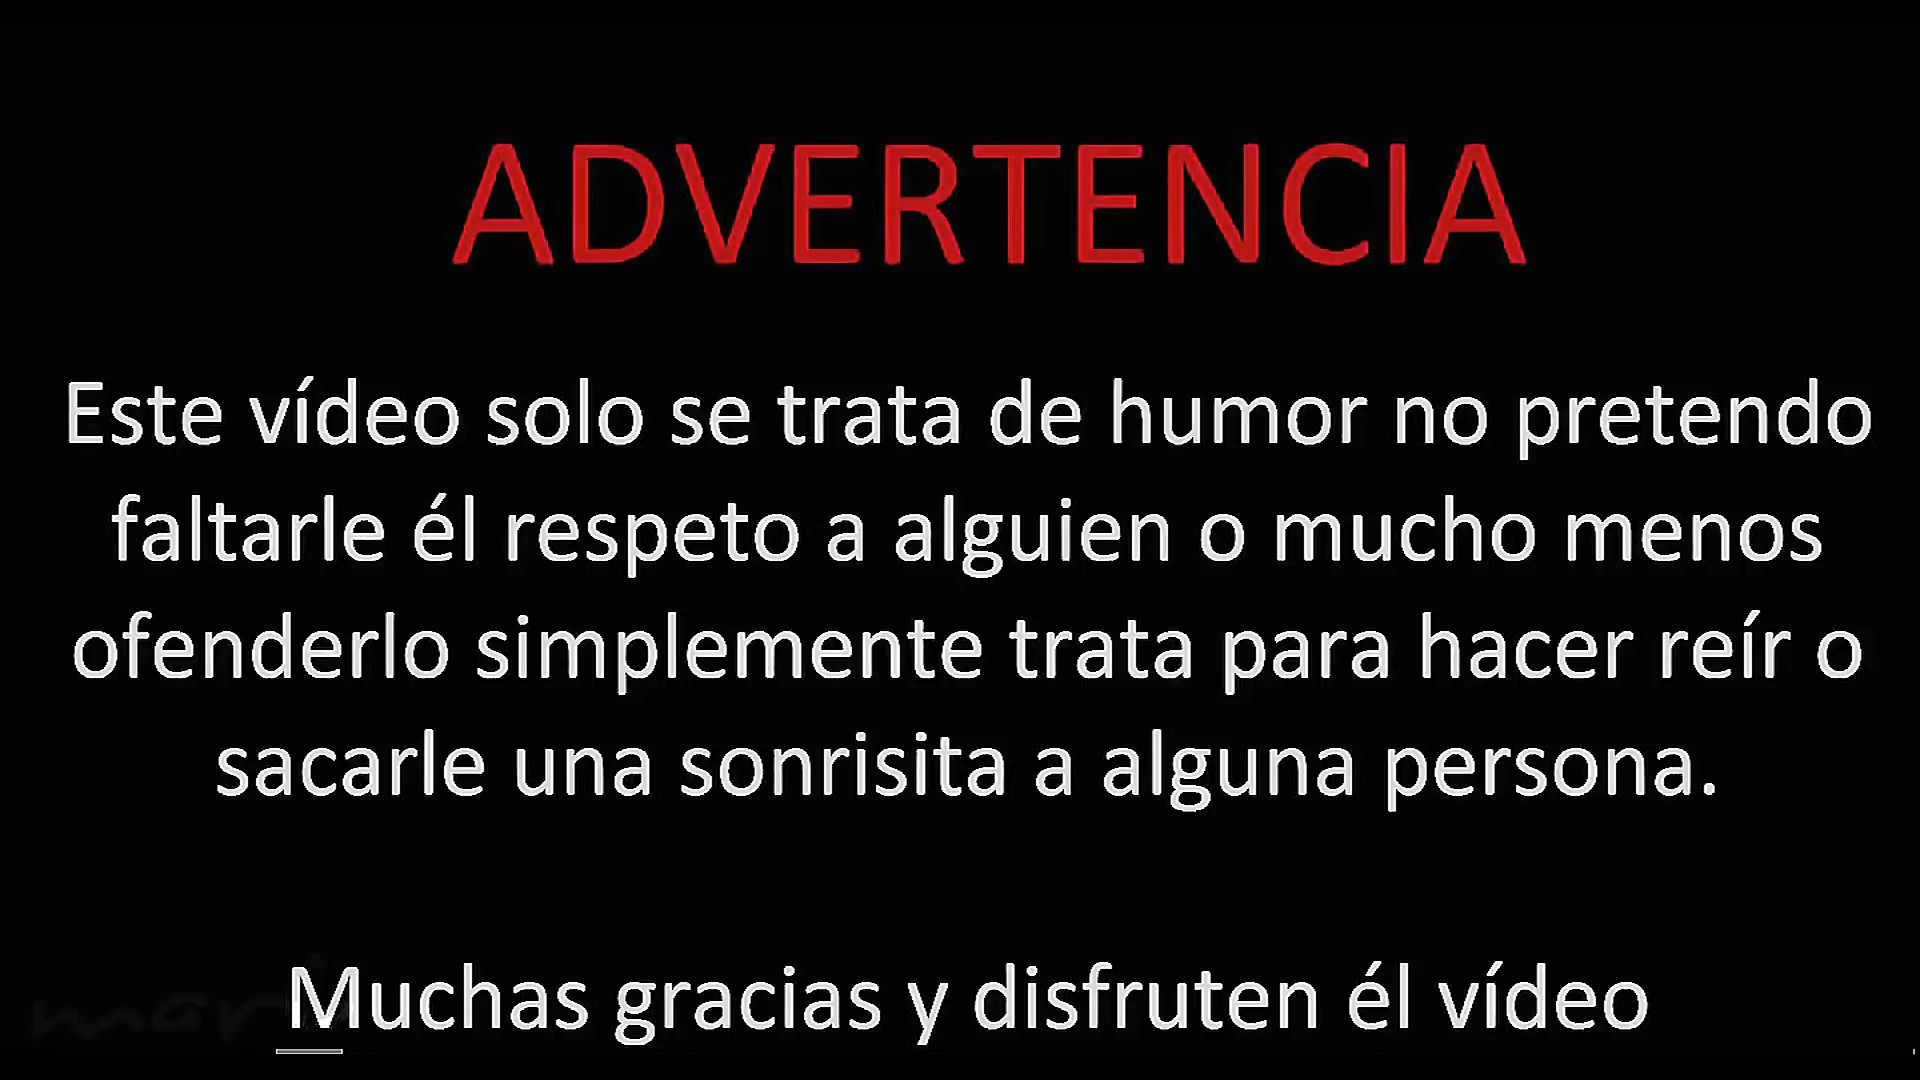 ADVERTENCIA
Este vídeo solo se trata de humor no pretendo
faltarle él respeto a alguien o mucho menos
ofenderlo simplemente trata para hacer reír o
sacarle una sonrisita a alguna persona.
Muchas gracias y disfruten él vídeo